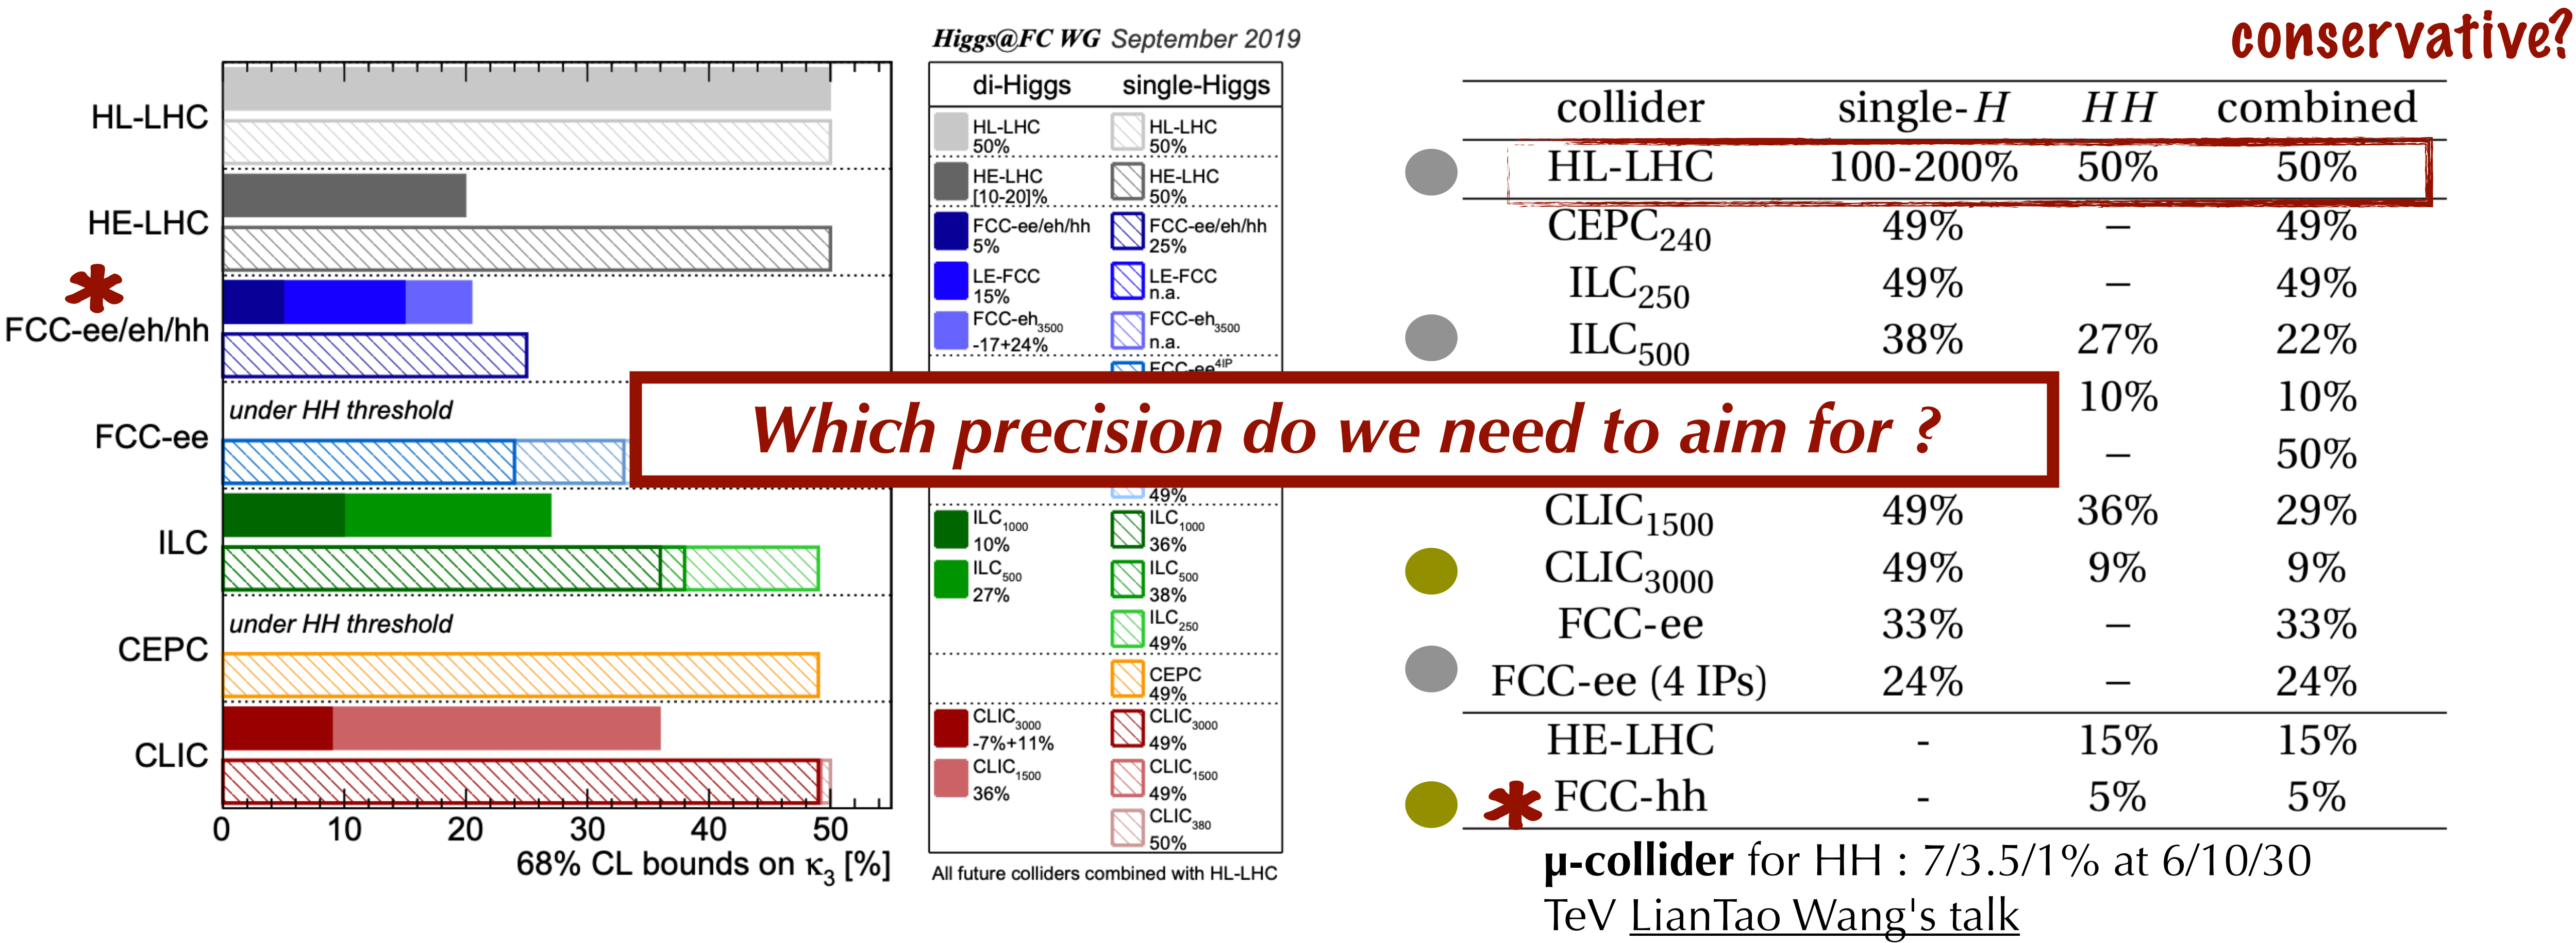 conservative?
Higgs@FC WG September 2019
di-Higgs single-Higgs
HL-LHC
HE-LHC
FCC-ee/eh/hh
FCC-ee
ILC
CEPC
CLIC
under HH threshold
under HH threshold
0 10 20 30 40 50
68% CL bounds on κ₃ [%]
HL-LHC HL-LHC
50% 50%
HE-LHC HE-LHC
[10-20]% 50%
FCC-ee/eh/hh FCC-ee/eh/hh
5% 25%
LE-FCC LE-FCC
15% n.a.
FCC-eh₃₅₀₀ FCC-eh₃₅₀₀
-17+24% n.a.
FCC-ee⁴ᴵᴾ
49%
ILC₁₀₀₀ ILC₁₀₀₀
10% 36%
ILC₅₀₀ ILC₅₀₀
27% 38%
ILC₂₅₀
49%
CEPC
49%
CLIC₃₀₀₀ CLIC₃₀₀₀
-7%+11% 49%
CLIC₁₅₀₀ CLIC₁₅₀₀
36% 49%
CLIC₃₈₀
50%
All future colliders combined with HL-LHC
Which precision do we need to aim for ?
collider single-H HH combined
HL-LHC 100-200% 50% 50%
CEPC₂₄₀ 49% – 49%
ILC₂₅₀ 49% – 49%
ILC₅₀₀ 38% 27% 22%
10% 10%
– 50%
CLIC₁₅₀₀ 49% 36% 29%
CLIC₃₀₀₀ 49% 9% 9%
FCC-ee 33% – 33%
FCC-ee (4 IPs) 24% – 24%
HE-LHC - 15% 15%
* FCC-hh - 5% 5%
μ-collider for HH : 7/3.5/1% at 6/10/30
TeV LianTao Wang's talk